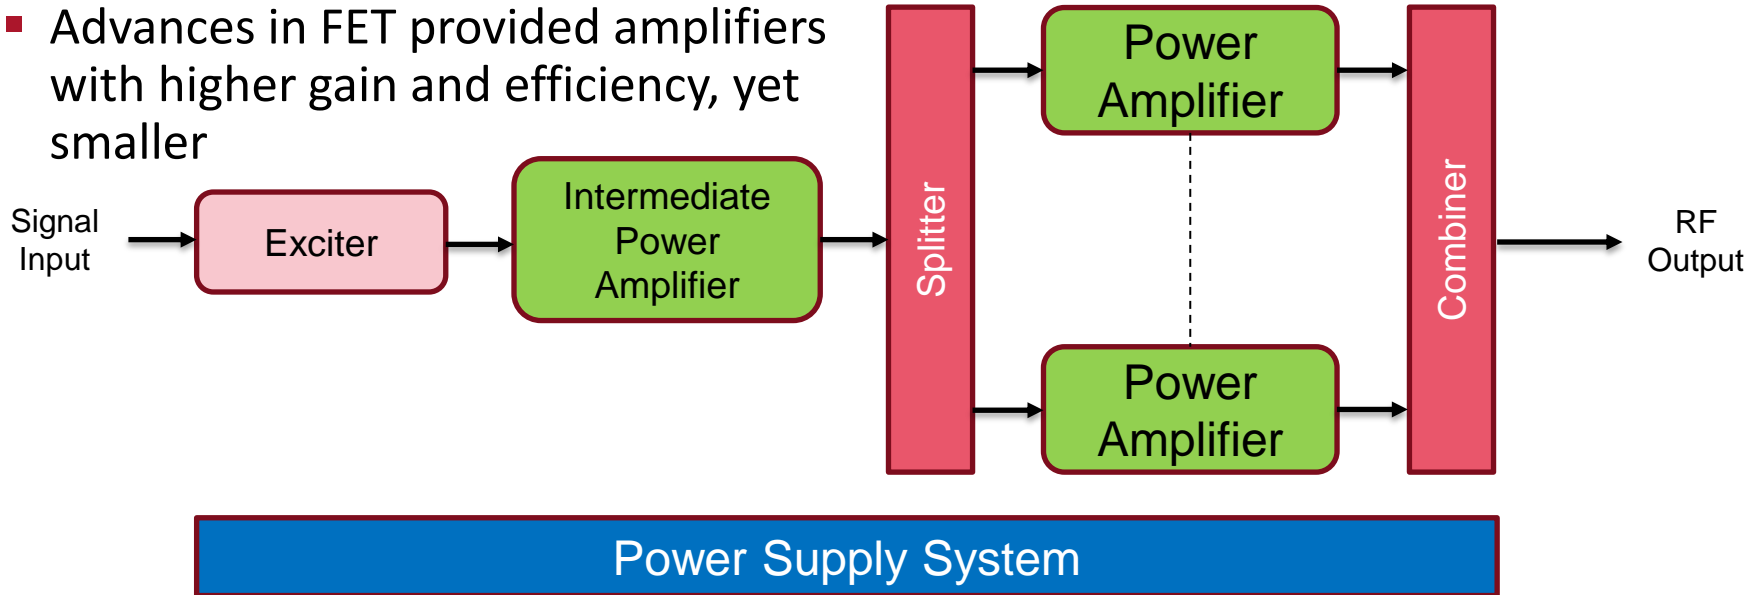 ▪ Advances in FET provided amplifiers
with higher gain and efficiency, yet
smaller
Signal
Input
Exciter
Intermediate
Power
Amplifier
Splitter
Power
Amplifier
Power
Amplifier
Combiner
RF
Output
Power Supply System